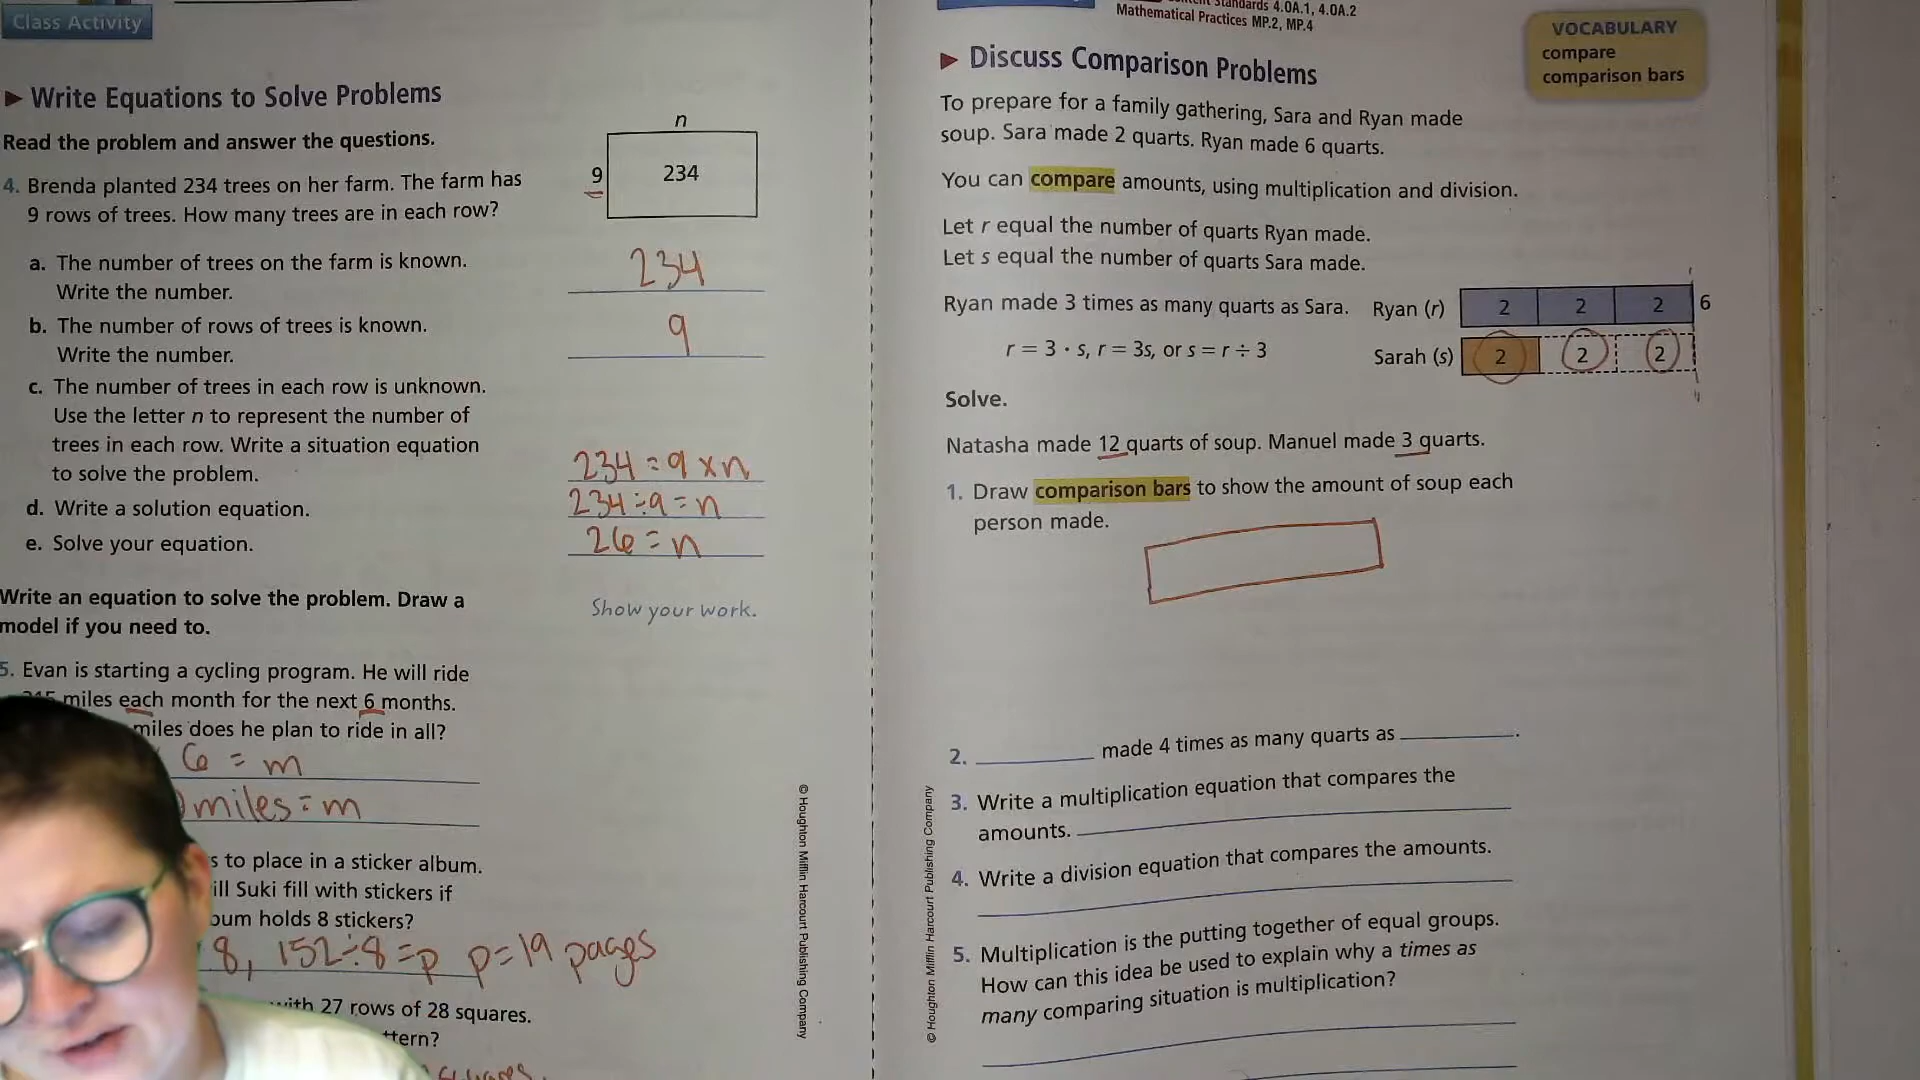 Class Activity
Write Equations to Solve Problems
Read the problem and answer the questions.
4. Brenda planted 234 trees on her farm. The farm has
9 rows of trees. How many trees are in each row?
n
9
234
a. The number of trees on the farm is known.
Write the number.
234
b. The number of rows of trees is known.
Write the number.
9
c. The number of trees in each row is unknown.
Use the letter n to represent the number of
trees in each row. Write a situation equation
to solve the problem.
234 = 9 x n
d. Write a solution equation.
234 ÷ 9 = n
e. Solve your equation.
26 = n
Write an equation to solve the problem. Draw a
model if you need to.
Show your work.
5. Evan is starting a cycling program. He will ride
miles each month for the next 6 months.
miles does he plan to ride in all?
6 = m
miles = m
s to place in a sticker album.
ill Suki fill with stickers if
bum holds 8 stickers?
8, 152 ÷ 8 = p p = 19 pages
with 27 rows of 28 squares.
ttern?
© Houghton Mifflin Harcourt Publishing Company
Standards 4.OA.1, 4.OA.2
Mathematical Practices MP.2, MP.4
VOCABULARY
compare
comparison bars
Discuss Comparison Problems
To prepare for a family gathering, Sara and Ryan made
soup. Sara made 2 quarts. Ryan made 6 quarts.
You can compare amounts, using multiplication and division.
Let r equal the number of quarts Ryan made.
Let s equal the number of quarts Sara made.
Ryan made 3 times as many quarts as Sara.
r = 3 · s, r = 3s, or s = r ÷ 3
Ryan (r) 2 2 2 6
Sarah (s) 2 2 2
Solve.
Natasha made 12 quarts of soup. Manuel made 3 quarts.
1. Draw comparison bars to show the amount of soup each
person made.
2. made 4 times as many quarts as .
3. Write a multiplication equation that compares the
amounts.
4. Write a division equation that compares the amounts.
5. Multiplication is the putting together of equal groups.
How can this idea be used to explain why a times as
many comparing situation is multiplication?
© Houghton Mifflin Harcourt Publishing Company